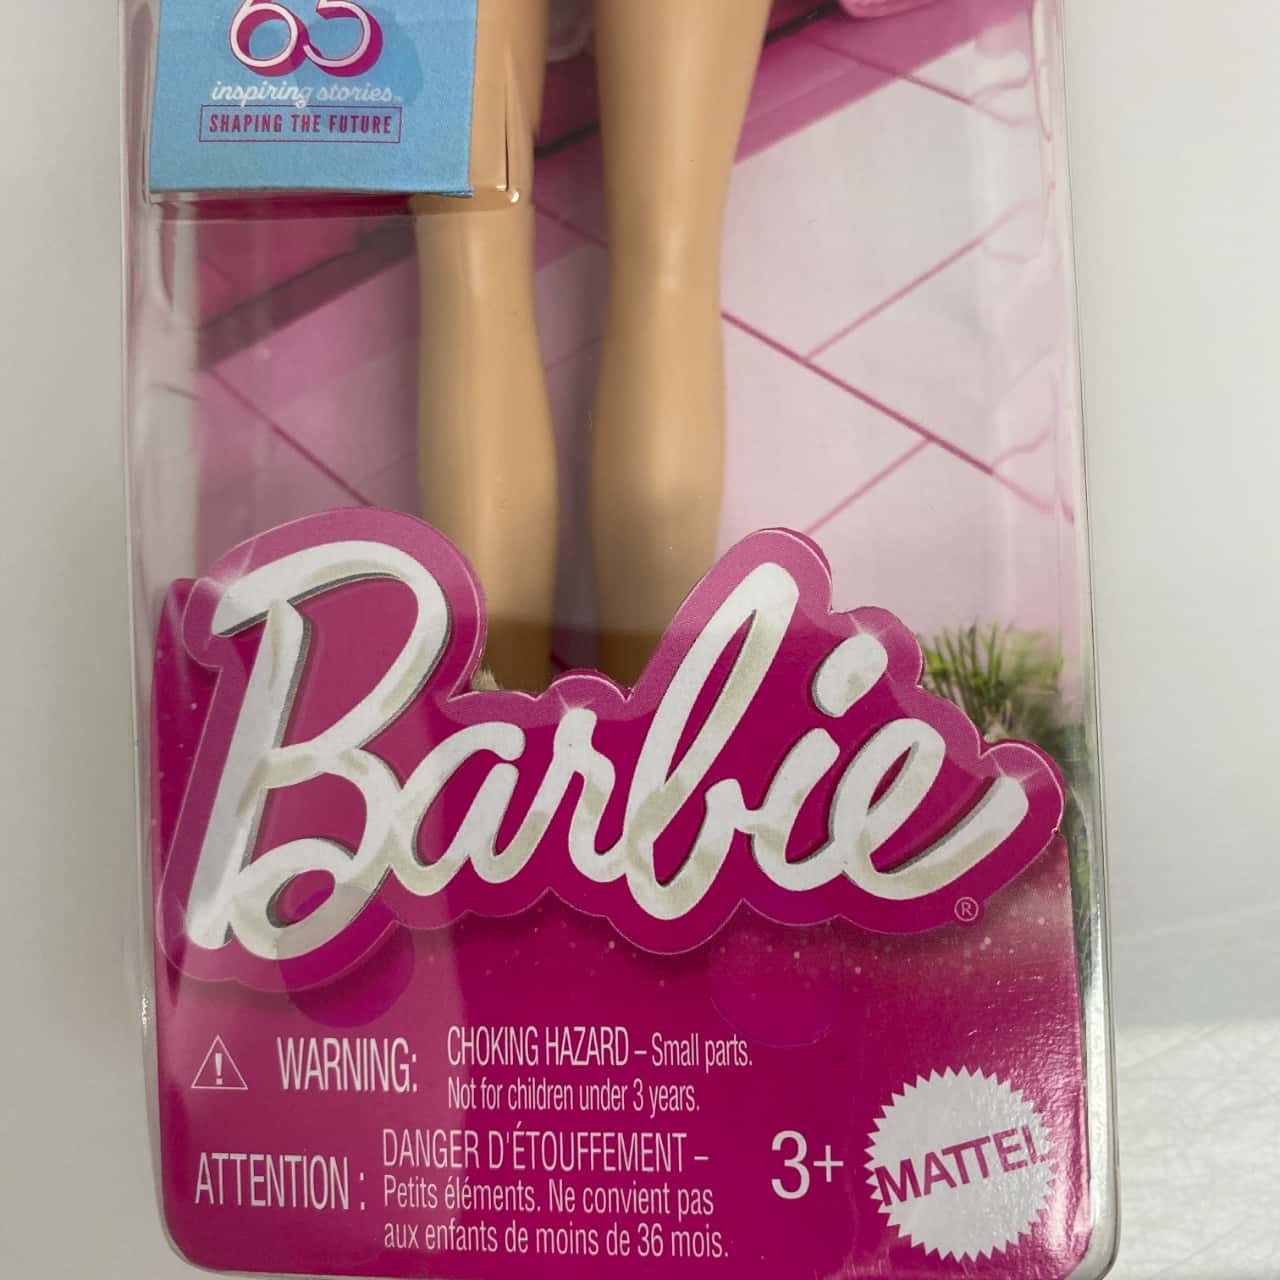 65
inspiring stories™
SHAPING THE FUTURE
Barbie®
WARNING:
CHOKING HAZARD – Small parts.
Not for children under 3 years.
ATTENTION :
DANGER D'ÉTOUFFEMENT –
Petits éléments. Ne convient pas
aux enfants de moins de 36 mois.
3+
MATTEL